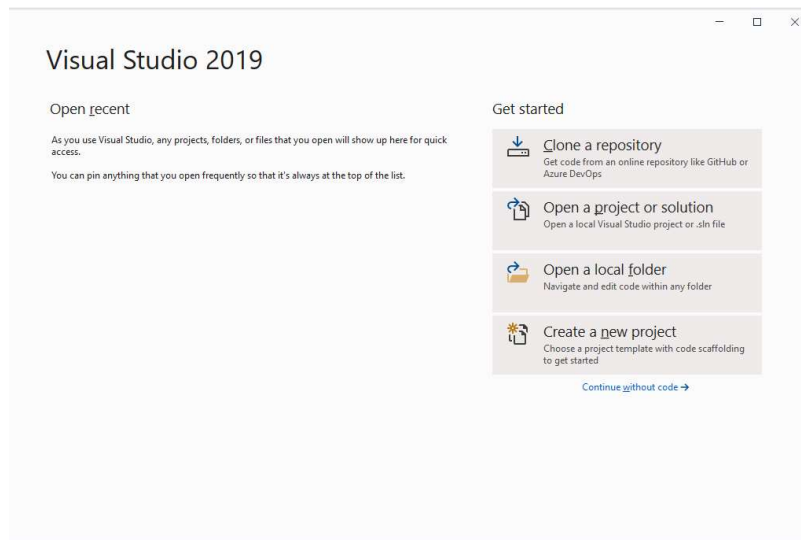 Visual Studio 2019
Open recent
As you use Visual Studio, any projects, folders, or files that you open will show up here for quick
access.
You can pin anything that you open frequently so that it's always at the top of the list.
Get started
Clone a repository
Get code from an online repository like GitHub or
Azure DevOps
Open a project or solution
Open a local Visual Studio project or .sln file
Open a local folder
Navigate and edit code within any folder
Create a new project
Choose a project template with code scaffolding
to get started
Continue without code →